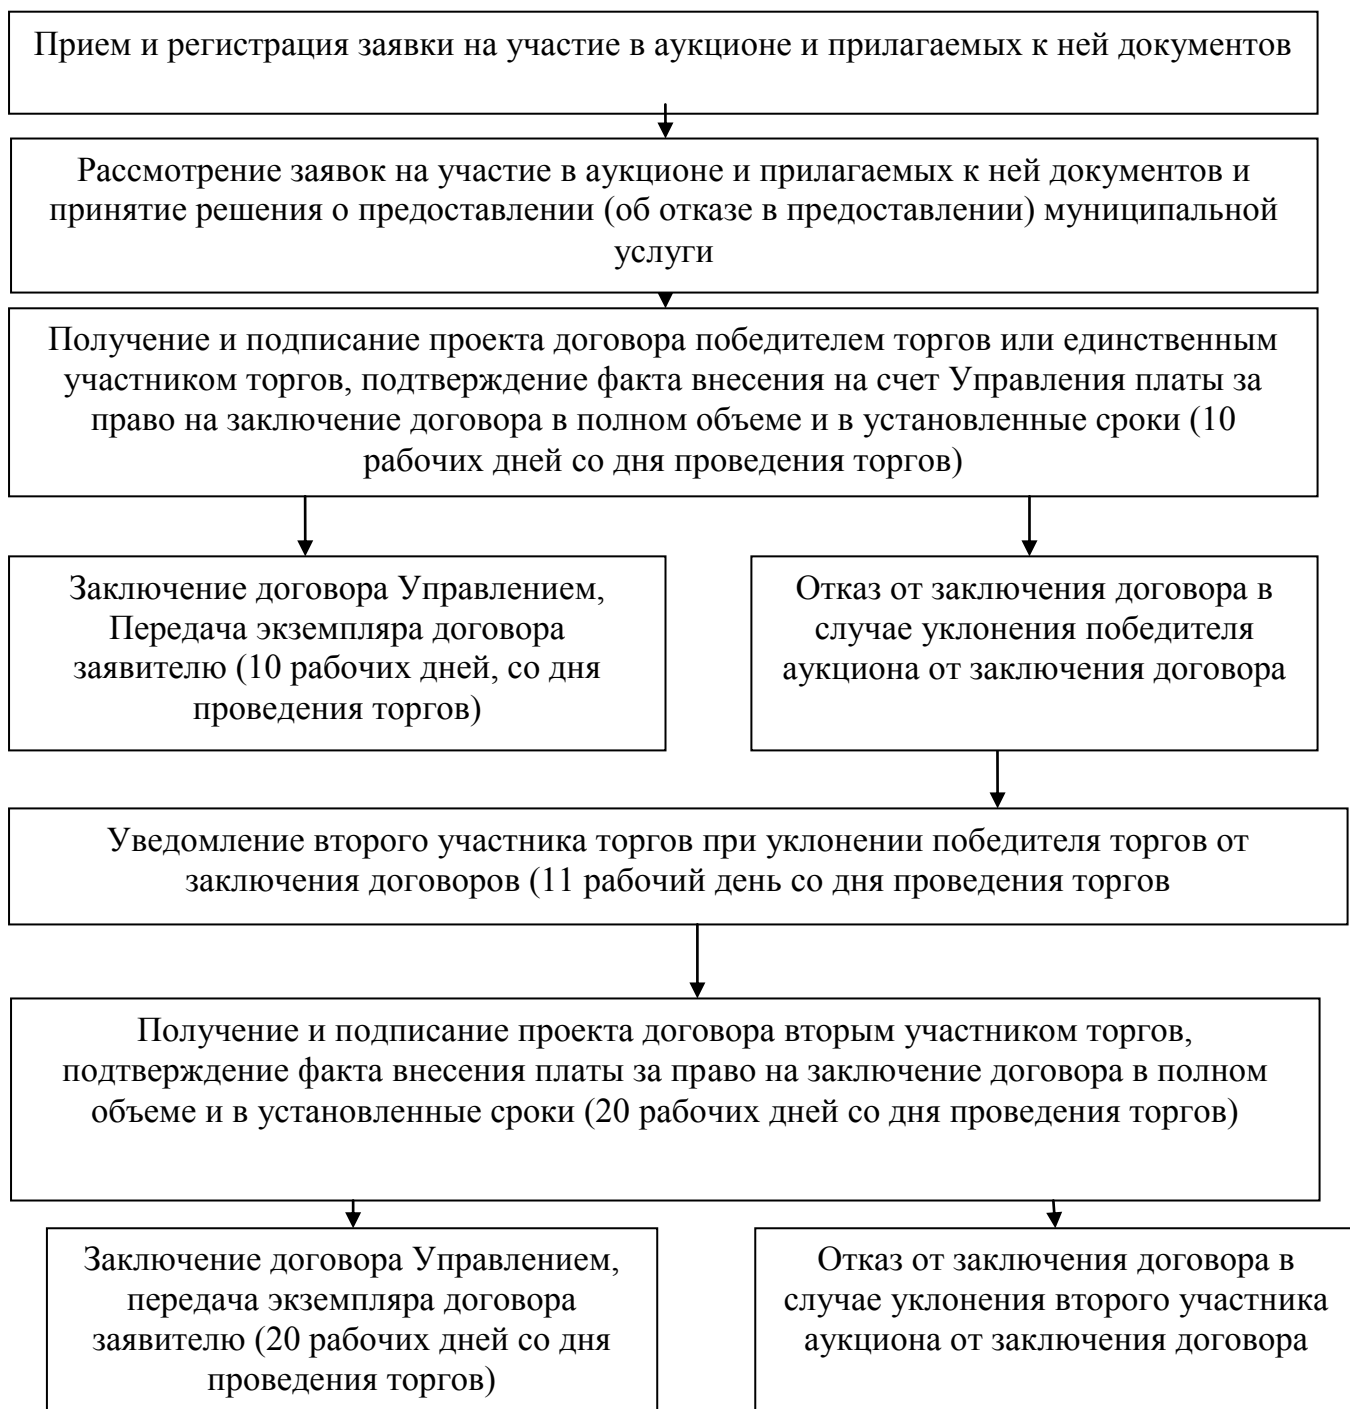 Прием и регистрация заявки на участие в аукционе и прилагаемых к ней документов
Рассмотрение заявок на участие в аукционе и прилагаемых к ней документов и
принятие решения о предоставлении (об отказе в предоставлении) муниципальной
услуги
Получение и подписание проекта договора победителем торгов или единственным
участником торгов, подтверждение факта внесения на счет Управления платы за
право на заключение договора в полном объеме и в установленные сроки (10
рабочих дней со дня проведения торгов)
Заключение договора Управлением,
Передача экземпляра договора
заявителю (10 рабочих дней, со дня
проведения торгов)
Отказ от заключения договора в
случае уклонения победителя
аукциона от заключения договора
Уведомление второго участника торгов при уклонении победителя торгов от
заключения договоров (11 рабочий день со дня проведения торгов
Получение и подписание проекта договора вторым участником торгов,
подтверждение факта внесения платы за право на заключение договора в полном
объеме и в установленные сроки (20 рабочих дней со дня проведения торгов)
Заключение договора Управлением,
передача экземпляра договора
заявителю (20 рабочих дней со дня
проведения торгов)
Отказ от заключения договора в
случае уклонения второго участника
аукциона от заключения договора